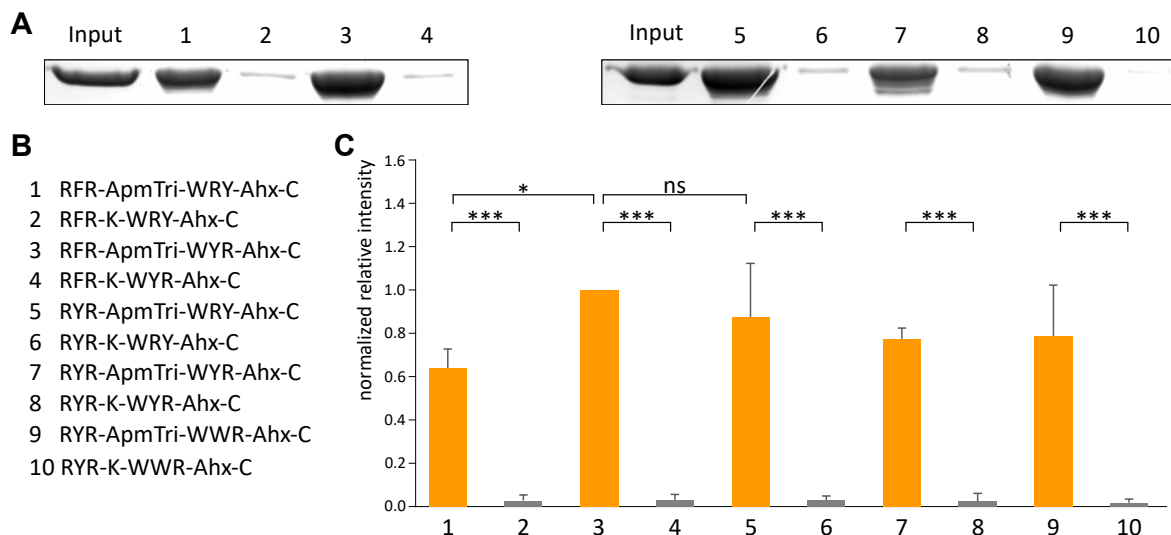 A
Input 1 2 3 4
Input 5 6 7 8 9 10
B
1 RFR-ApmTri-WRY-Ahx-C
2 RFR-K-WRY-Ahx-C
3 RFR-ApmTri-WYR-Ahx-C
4 RFR-K-WYR-Ahx-C
5 RYR-ApmTri-WRY-Ahx-C
6 RYR-K-WRY-Ahx-C
7 RYR-ApmTri-WYR-Ahx-C
8 RYR-K-WYR-Ahx-C
9 RYR-ApmTri-WWR-Ahx-C
10 RYR-K-WWR-Ahx-C
C
normalized relative intensity
1.6
1.4
1.2
1.0
0.8
0.6
0.4
0.2
0.0
* ns
*** *** *** *** ***
1 2 3 4 5 6 7 8 9 10